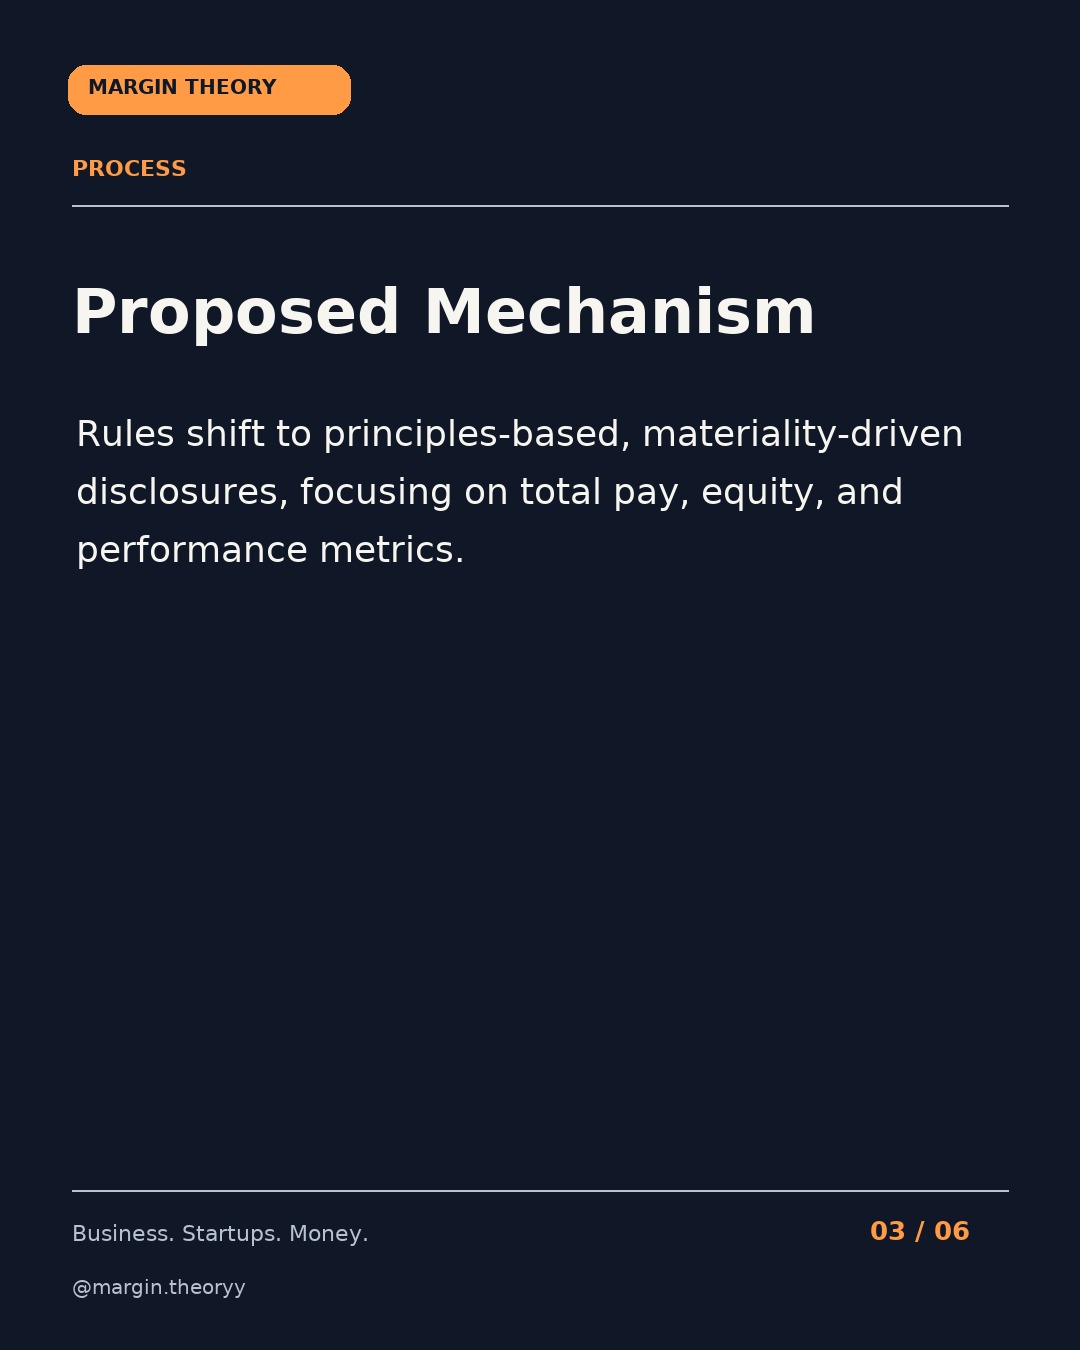 MARGIN THEORY
PROCESS
Proposed Mechanism
Rules shift to principles-based, materiality-driven
disclosures, focusing on total pay, equity, and
performance metrics.
Business. Startups. Money.
03 / 06
@margin.theoryy